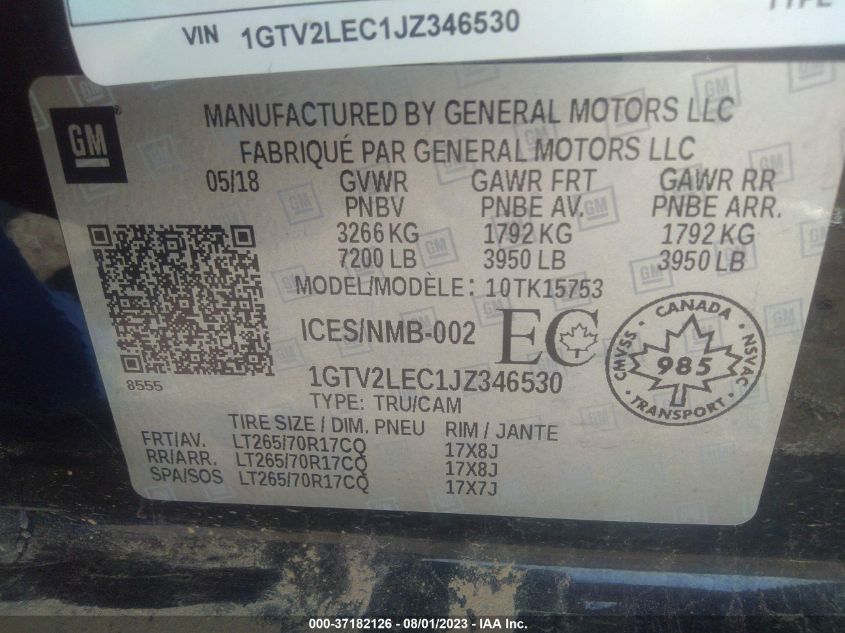 TYPE
VIN 1GTV2LEC1JZ346530
GM
MANUFACTURED BY GENERAL MOTORS LLC
FABRIQUÉ PAR GENERAL MOTORS LLC
05/18 GVWR GAWR FRT GAWR RR
PNBV PNBE AV. PNBE ARR.
3266 KG 1792 KG 1792 KG
7200 LB 3950 LB 3950 LB
MODEL/MODÈLE: 10TK15753
ICES/NMB-002 EC
CANADA
CMVSS 985 NSVAC
TRANSPORT
8555
1GTV2LEC1JZ346530
TYPE: TRU/CAM
TIRE SIZE / DIM. PNEU RIM / JANTE
FRT/AV. LT265/70R17CQ 17X8J
RR/ARR. LT265/70R17CQ 17X8J
SPA/SOS LT265/70R17CQ 17X7J
000-37182126 - 08/01/2023 - IAA Inc.